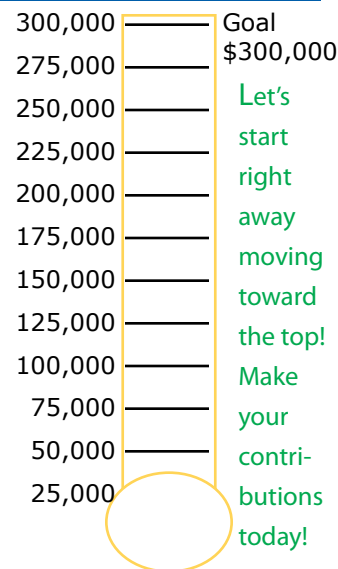 300,000
Goal
$300,000
275,000
250,000
225,000
200,000
175,000
150,000
125,000
100,000
75,000
50,000
25,000
Let's
start
right
away
moving
toward
the top!
Make
your
contri-
butions
today!